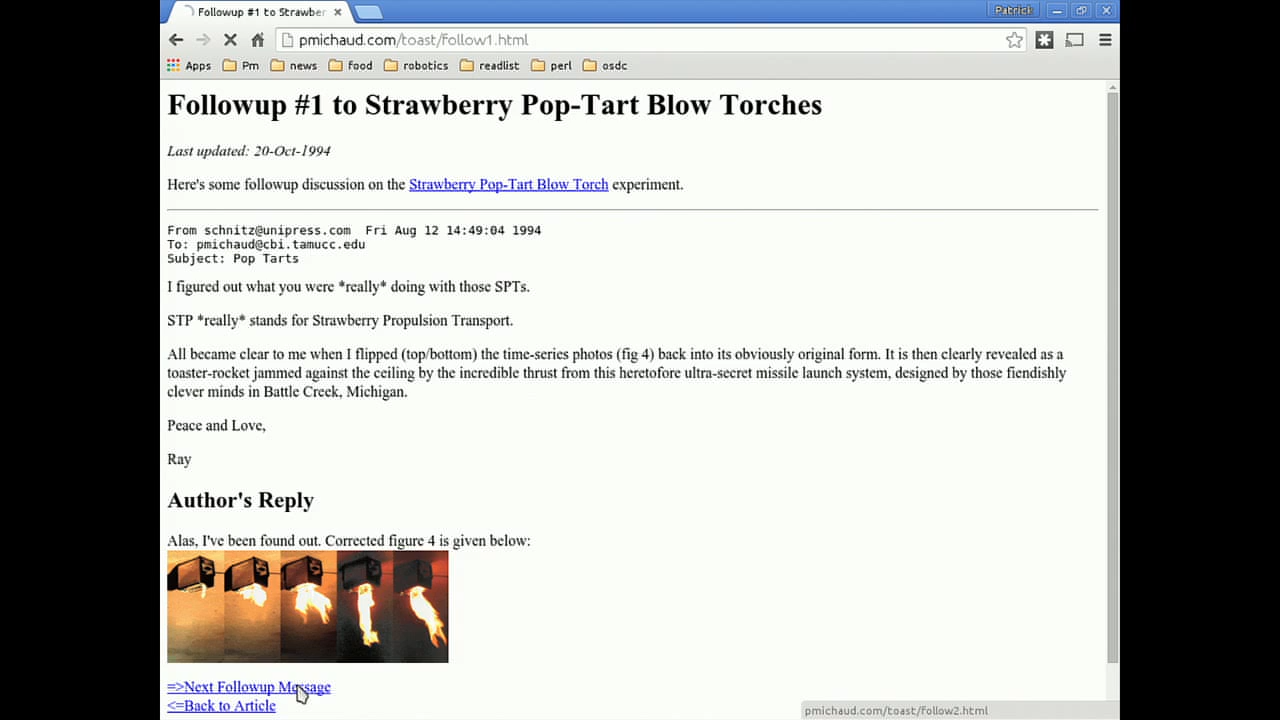 Followup #1 to Strawber
Patrick
pmichaud.com/toast/follow1.html
Apps Pm news food robotics readlist perl osdc
Followup #1 to Strawberry Pop-Tart Blow Torches
Last updated: 20-Oct-1994
Here's some followup discussion on the Strawberry Pop-Tart Blow Torch experiment.
From schnitz@unipress.com Fri Aug 12 14:49:04 1994
To: pmichaud@cbi.tamucc.edu
Subject: Pop Tarts
I figured out what you were *really* doing with those SPTs.
STP *really* stands for Strawberry Propulsion Transport.
All became clear to me when I flipped (top/bottom) the time-series photos (fig 4) back into its obviously original form. It is then clearly revealed as a
toaster-rocket jammed against the ceiling by the incredible thrust from this heretofore ultra-secret missile launch system, designed by those fiendishly
clever minds in Battle Creek, Michigan.
Peace and Love,
Ray
Author's Reply
Alas, I've been found out. Corrected figure 4 is given below:
=>Next Followup Message
<=Back to Article
pmichaud.com/toast/follow2.html